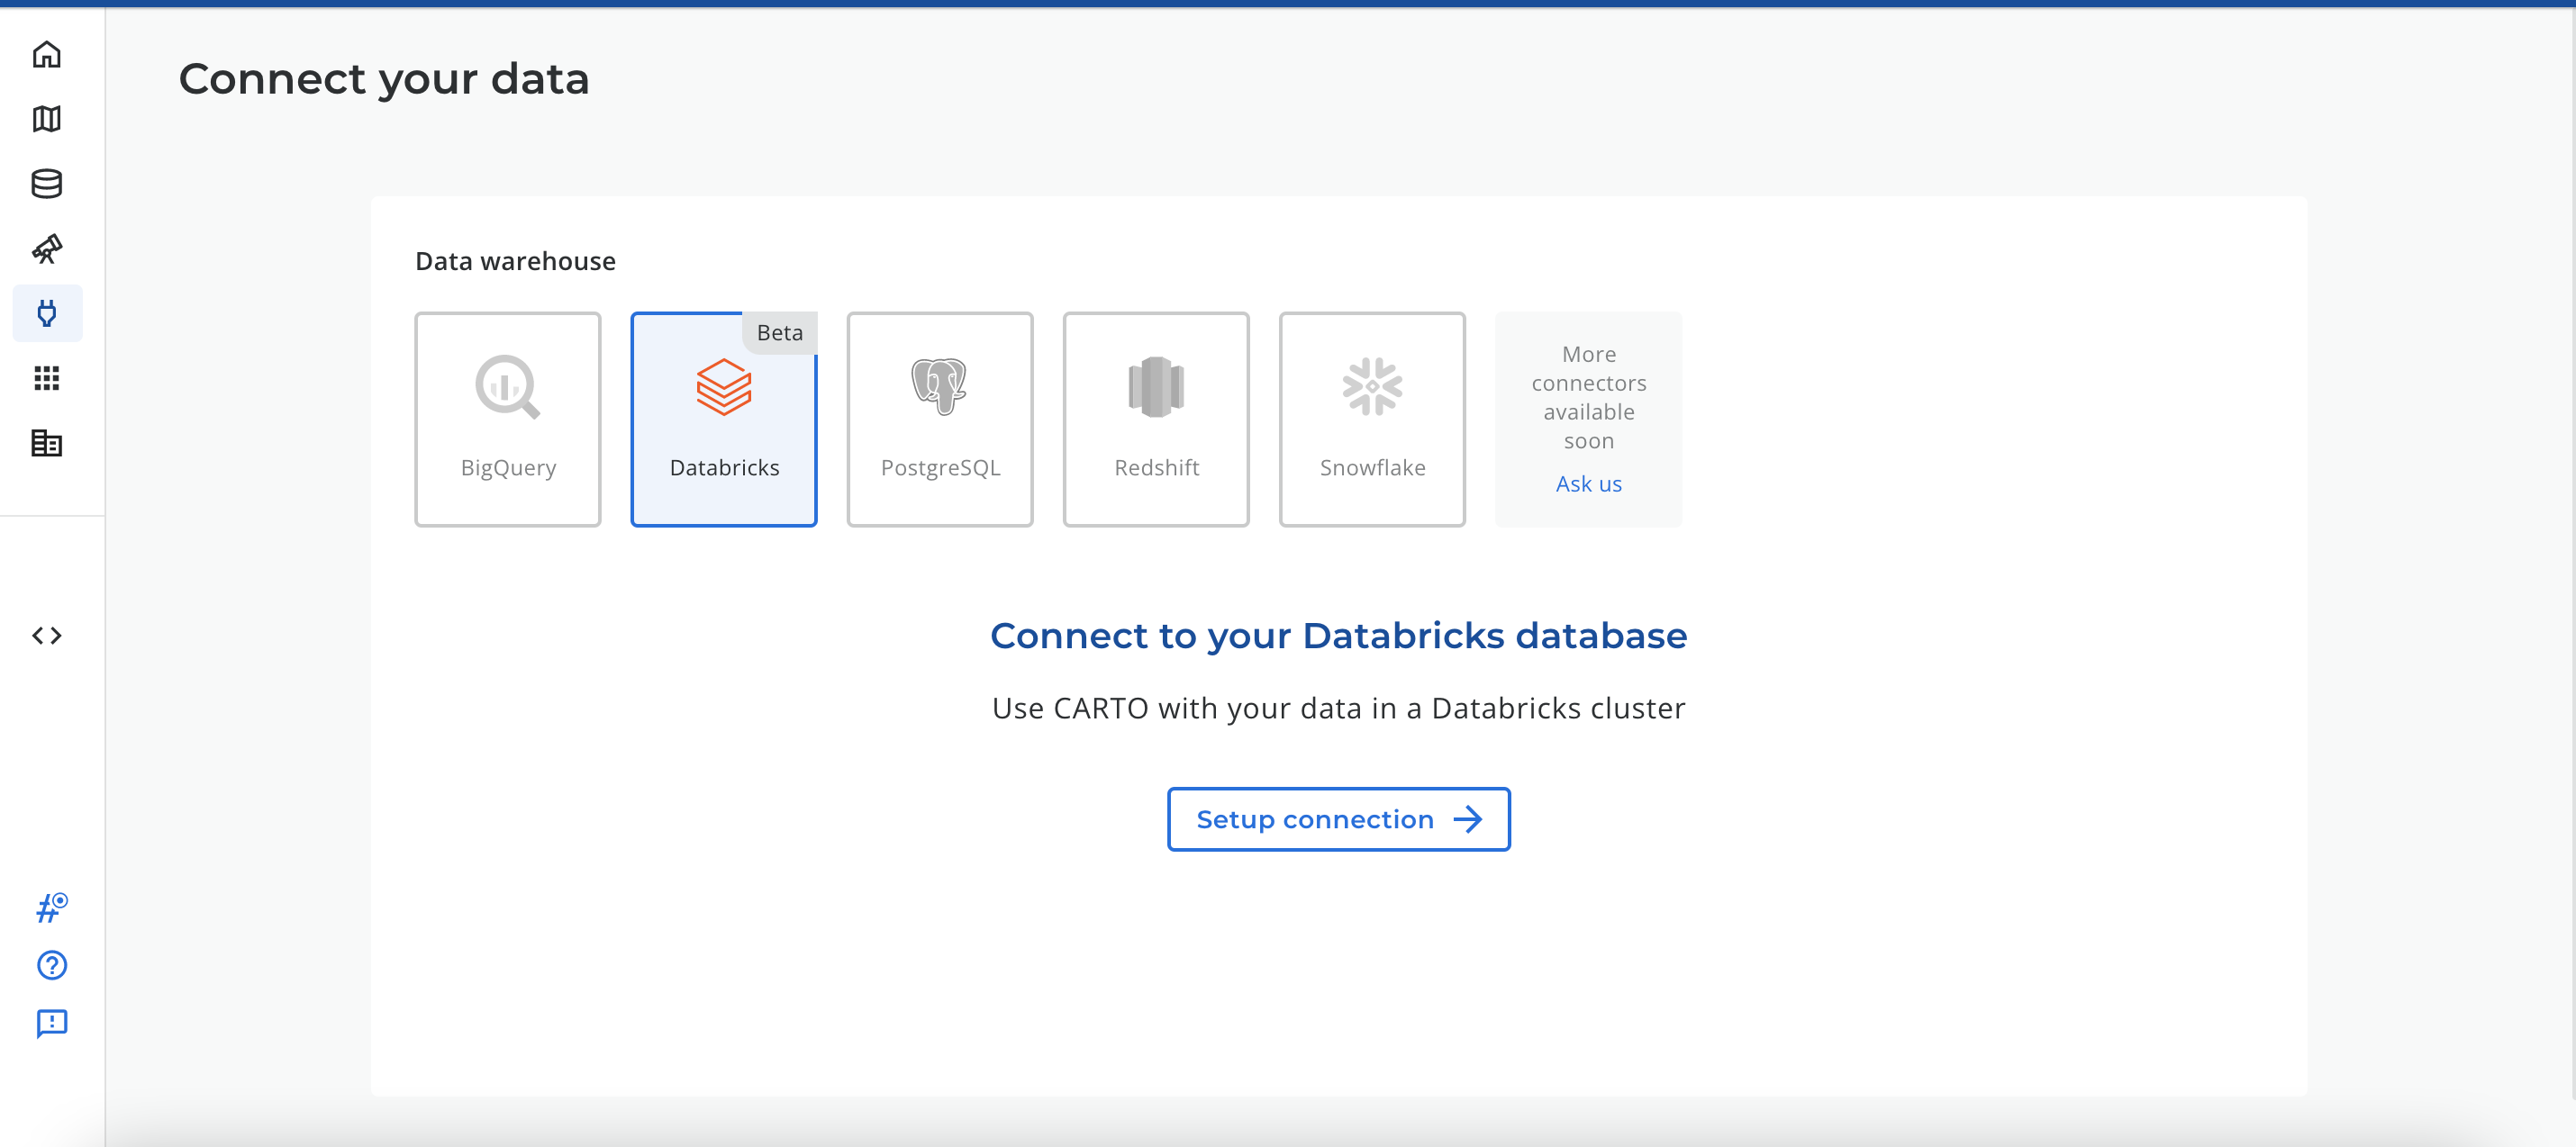 Connect your data
Data warehouse
Beta
BigQuery
Databricks
PostgreSQL
Redshift
Snowflake
More
connectors
available
soon
Ask us
Connect to your Databricks database
Use CARTO with your data in a Databricks cluster
Setup connection